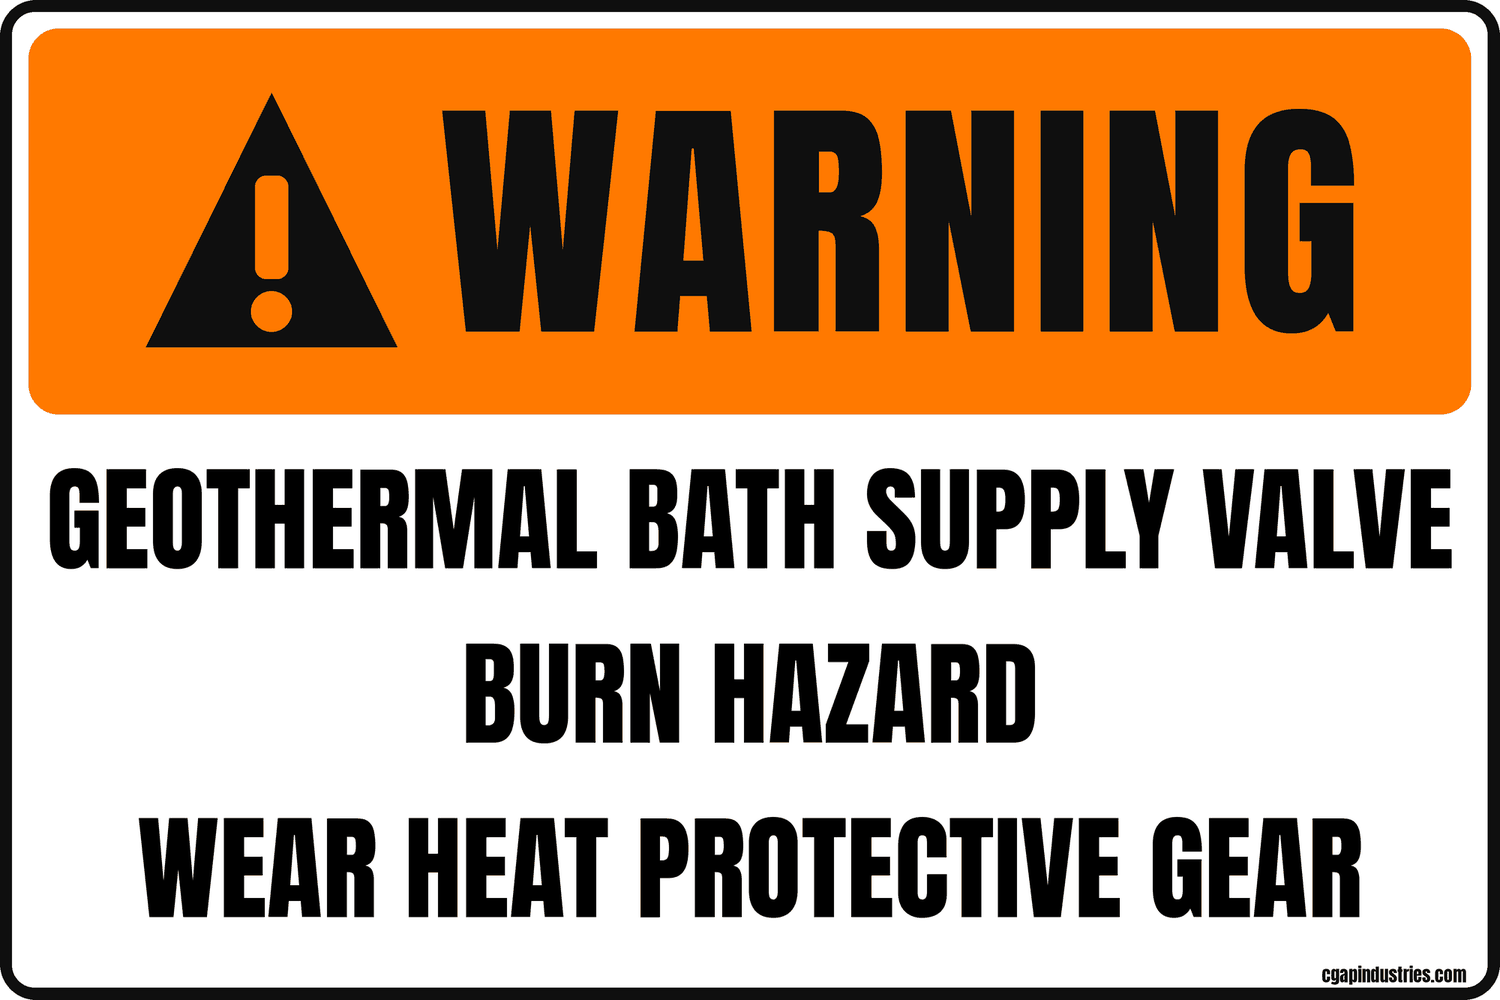 WARNING
GEOTHERMAL BATH SUPPLY VALVE
BURN HAZARD
WEAR HEAT PROTECTIVE GEAR
cgapindustries.com